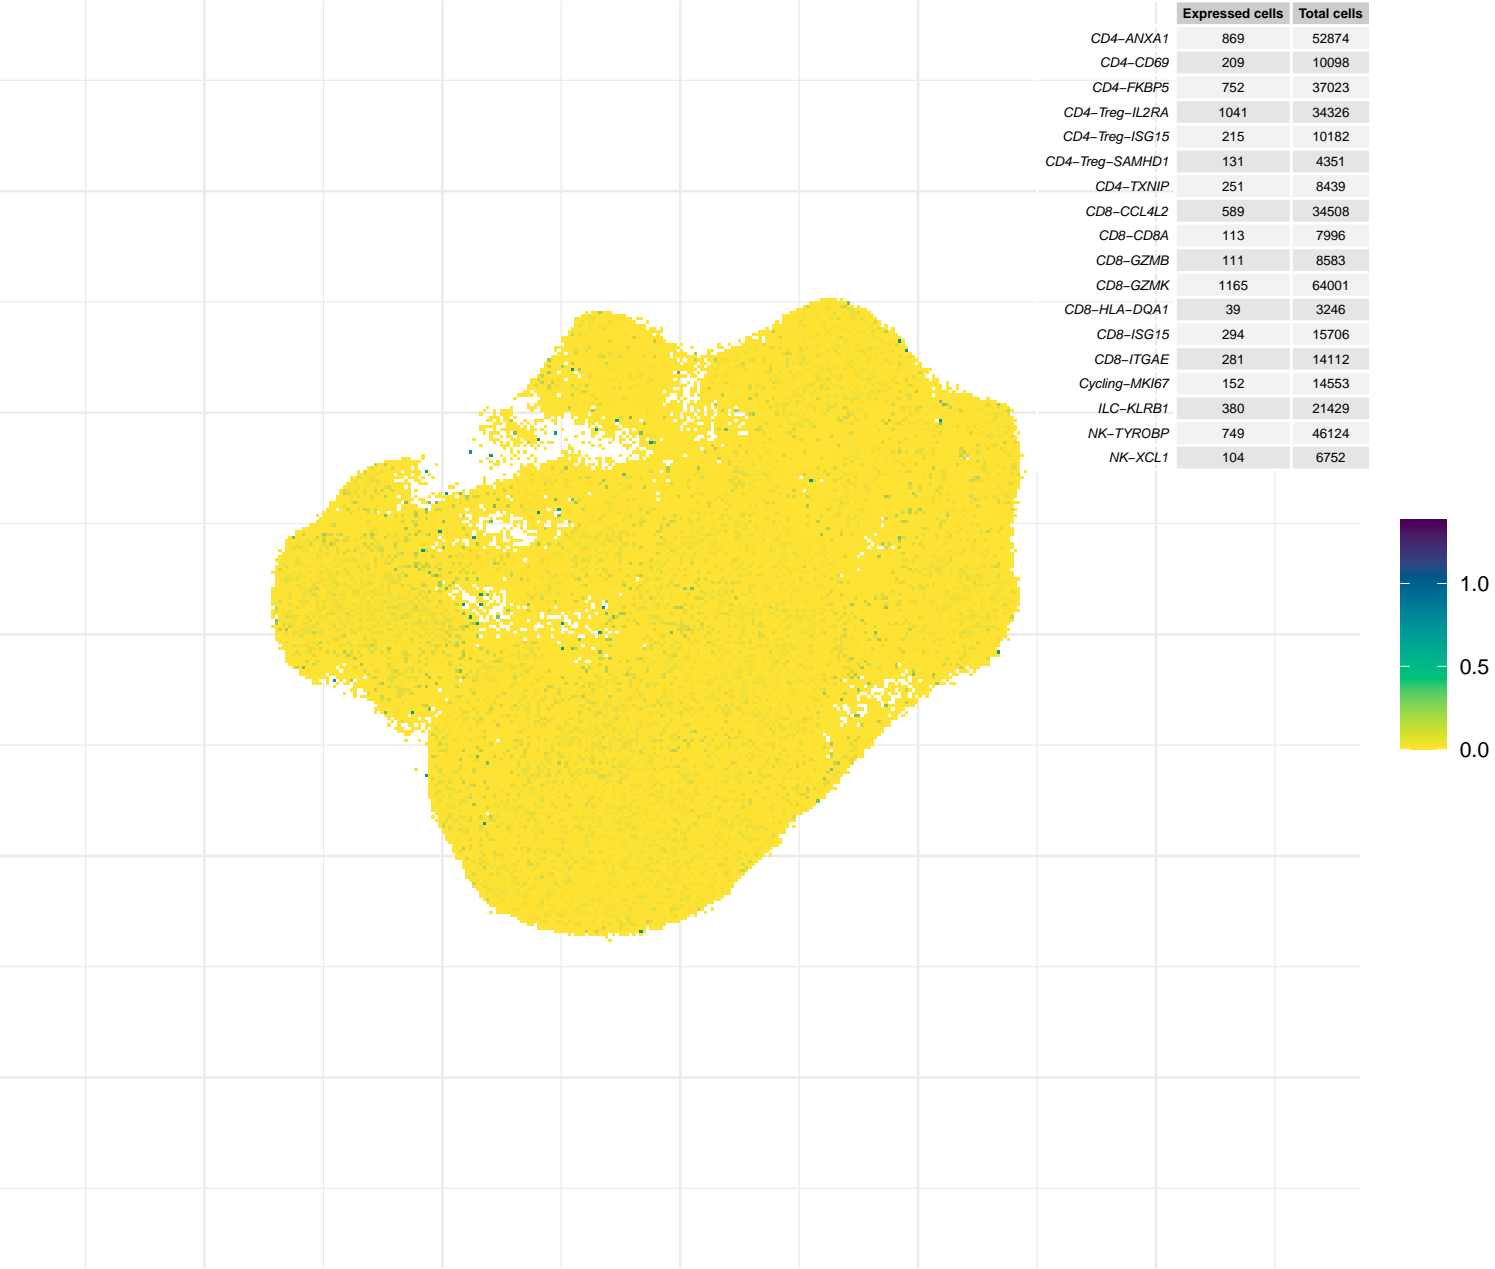 Expressed cells Total cells
CD4−ANXA1 869 52874
CD4−CD69 209 10098
CD4−FKBP5 752 37023
CD4−Treg−IL2RA 1041 34326
CD4−Treg−ISG15 215 10182
CD4−Treg−SAMHD1 131 4351
CD4−TXNIP 251 8439
CD8−CCL4L2 589 34508
CD8−CD8A 113 7996
CD8−GZMB 111 8583
CD8−GZMK 1165 64001
CD8−HLA−DQA1 39 3246
CD8−ISG15 294 15706
CD8−ITGAE 281 14112
Cycling−MKI67 152 14553
ILC−KLRB1 380 21429
NK−TYROBP 749 46124
NK−XCL1 104 6752
1.0
0.5
0.0